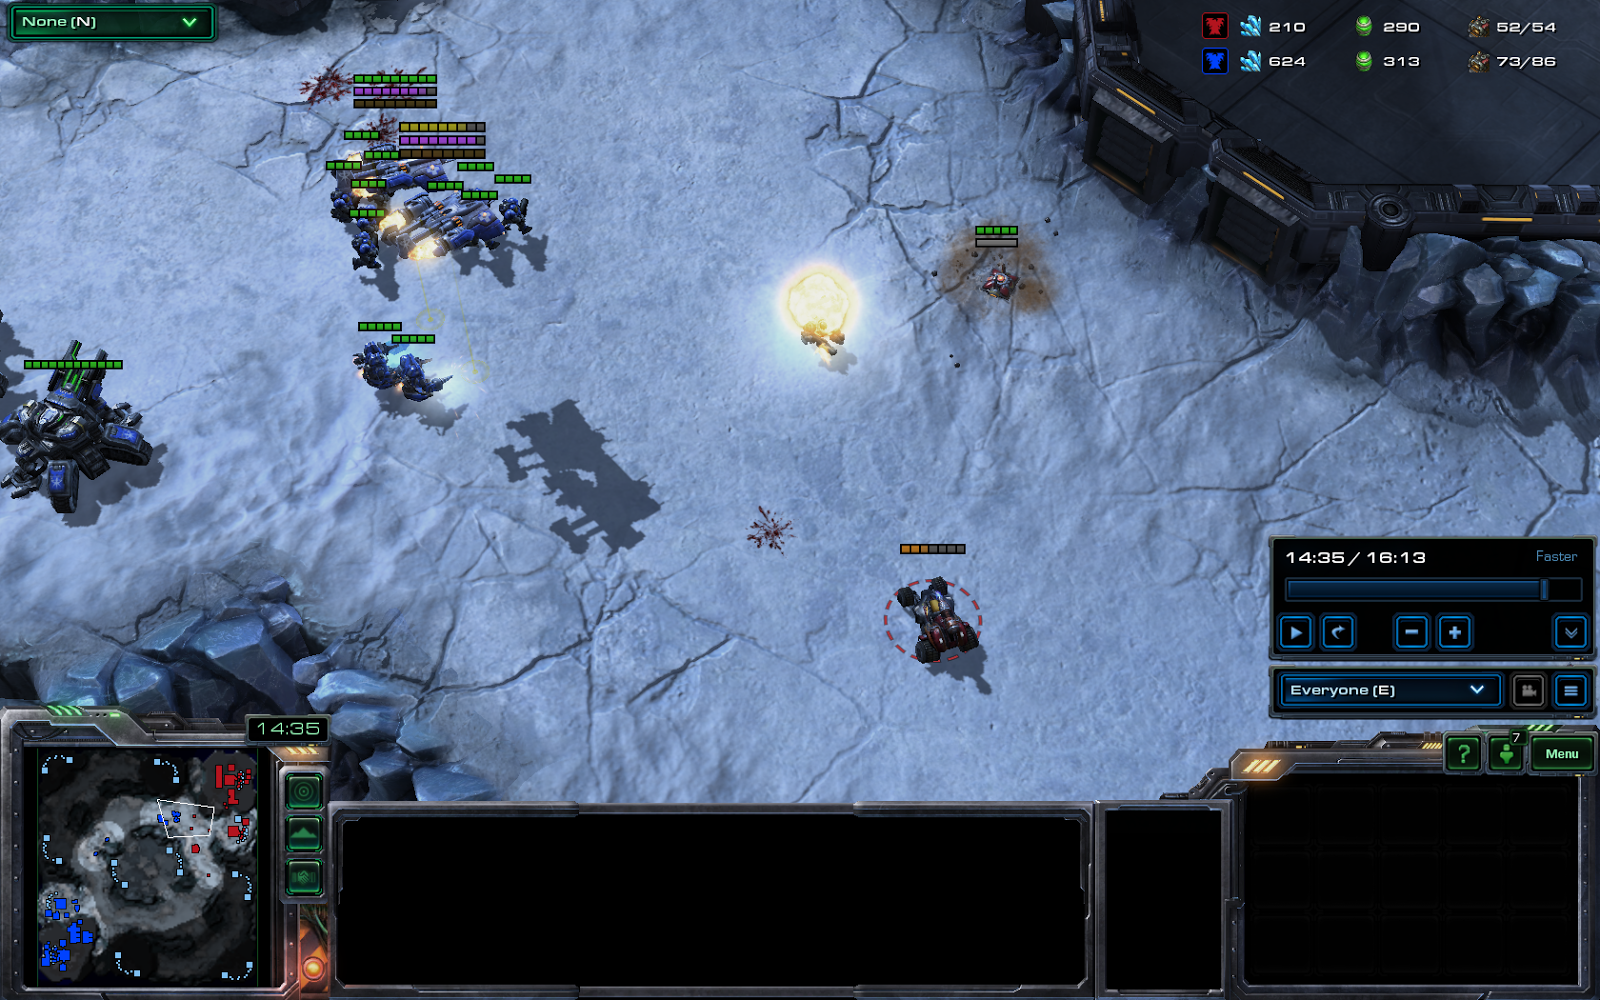 None (N)
210 290 52/54
624 313 73/86
14:35 / 16:13 Faster
Everyone (E)
14:35
7
? Menu